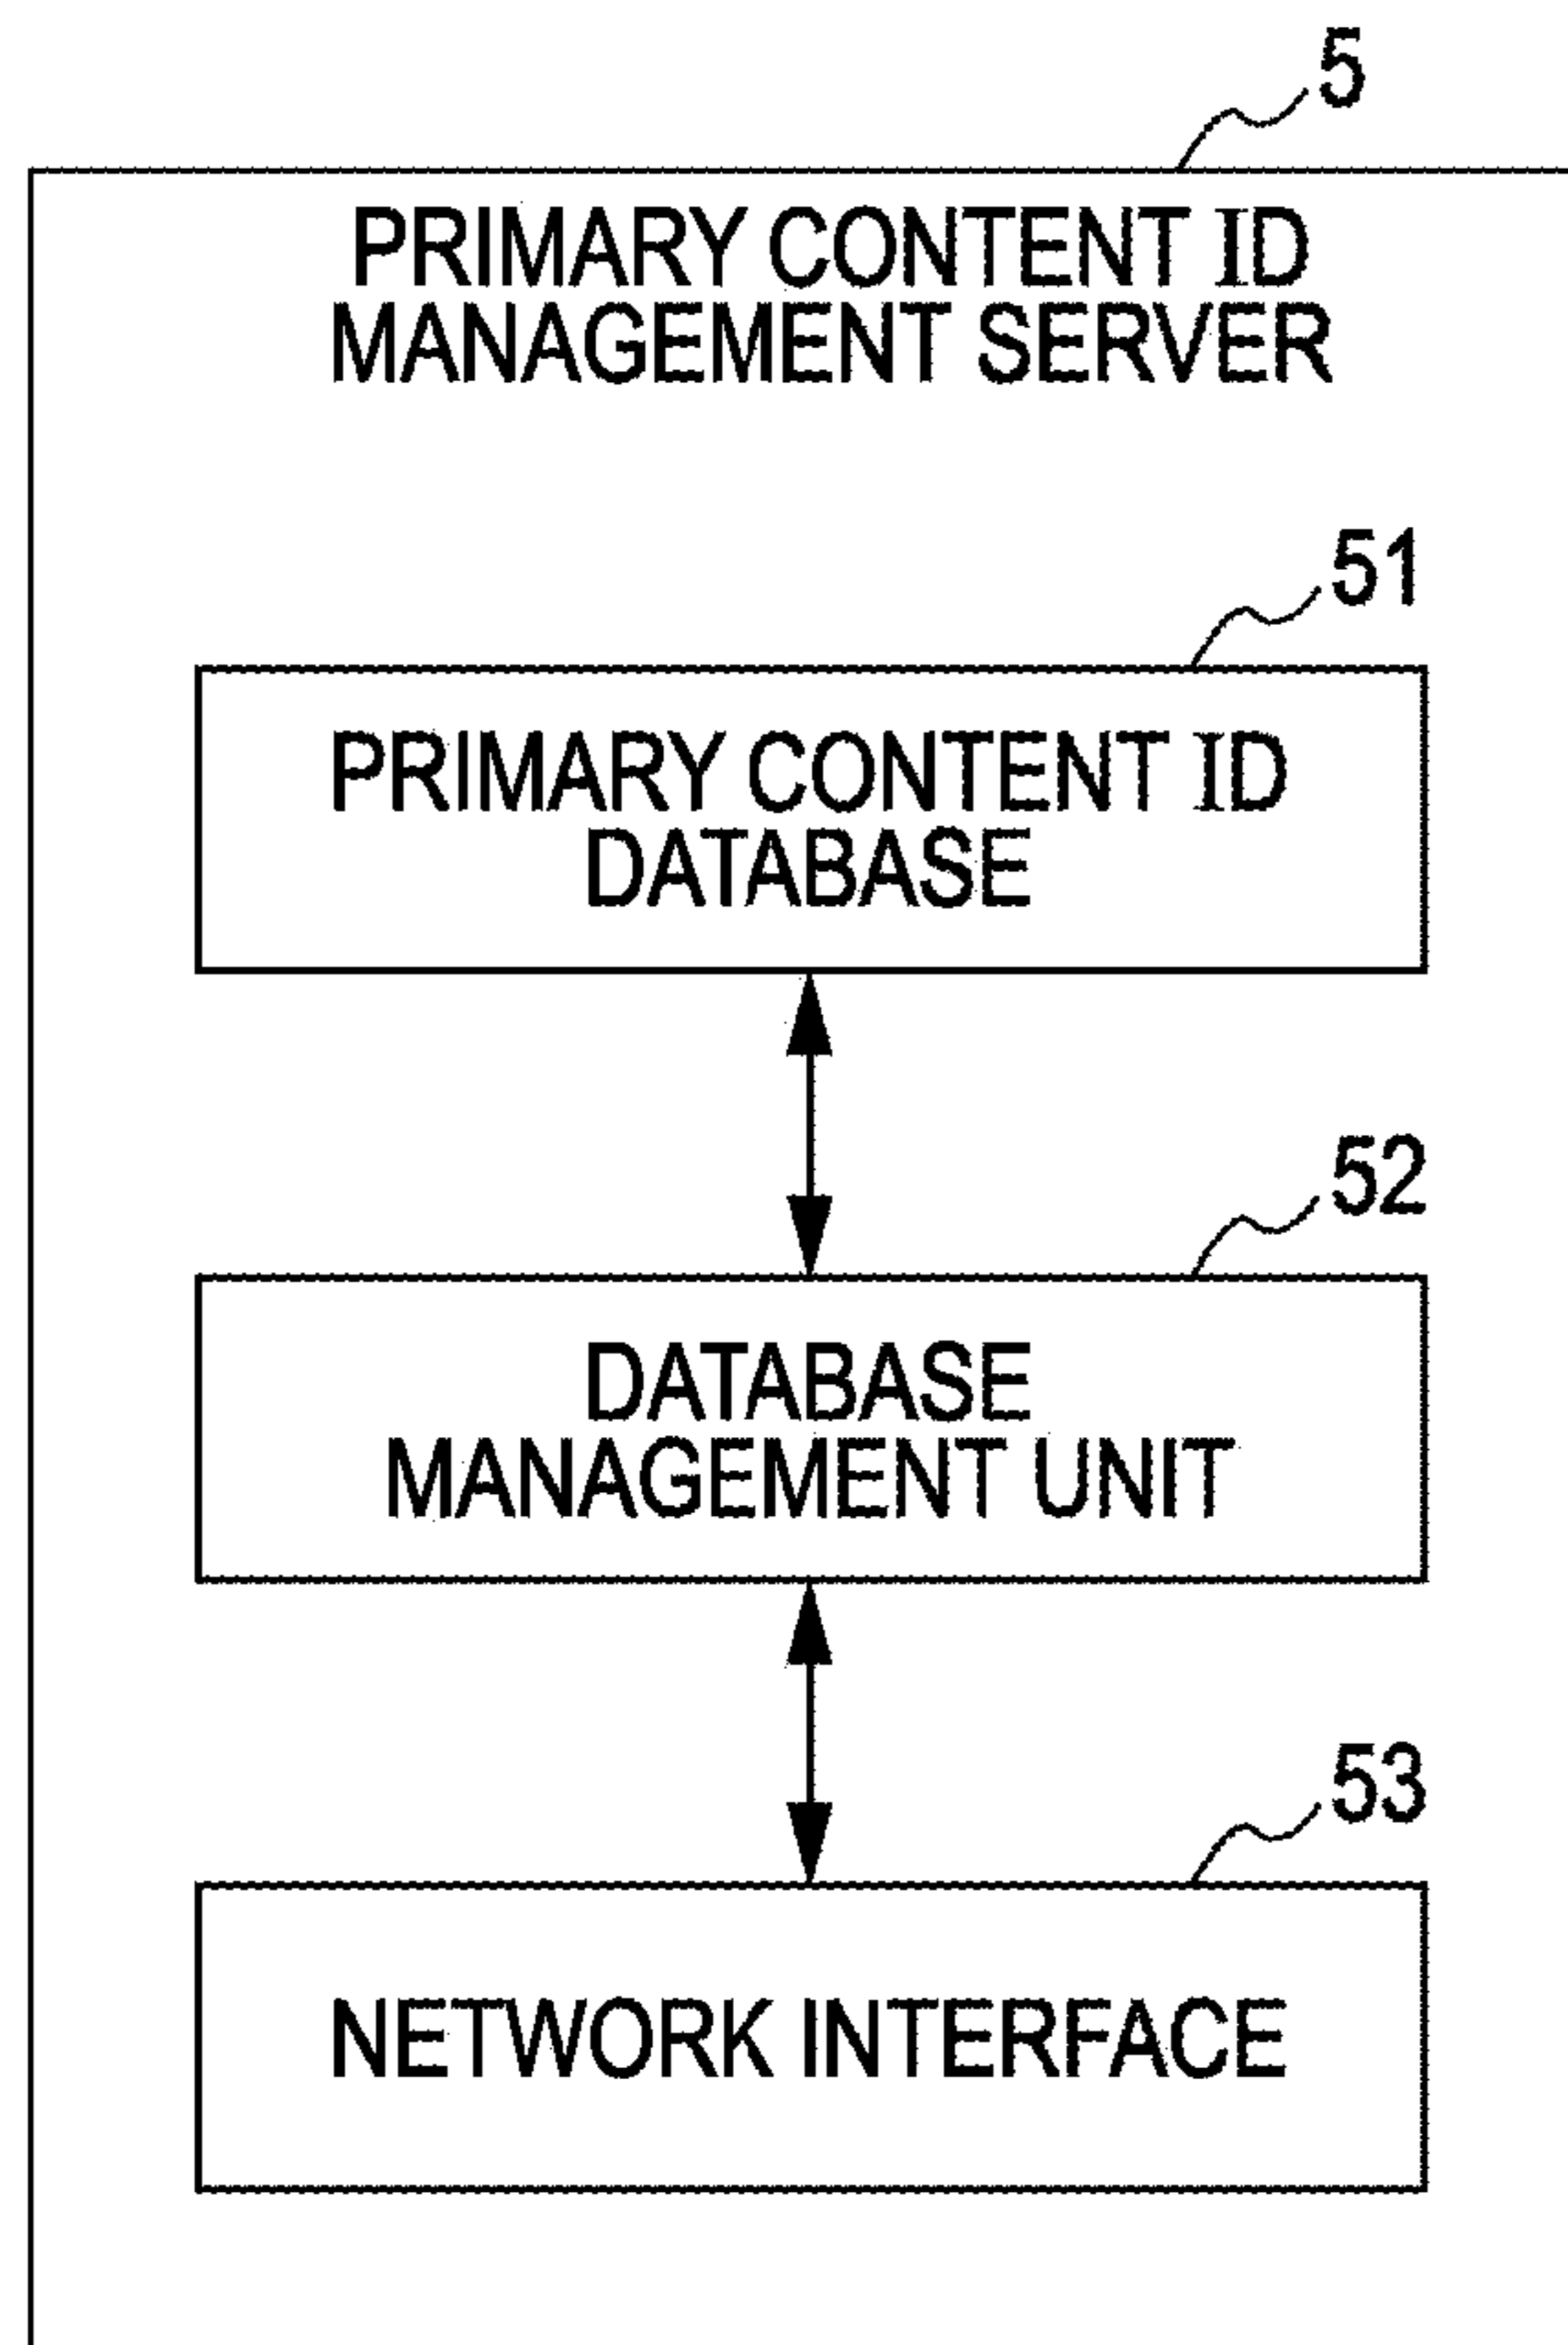 5
PRIMARY CONTENT ID
MANAGEMENT SERVER
51
PRIMARY CONTENT ID
DATABASE
52
DATABASE
MANAGEMENT UNIT
53
NETWORK INTERFACE